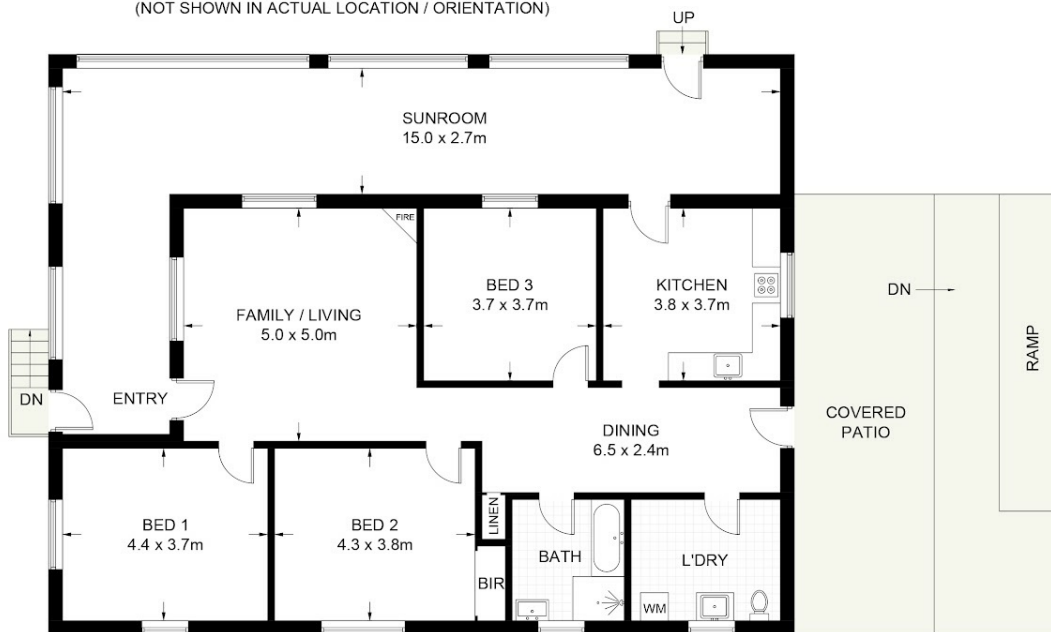 (NOT SHOWN IN ACTUAL LOCATION / ORIENTATION)
UP
SUNROOM
15.0 x 2.7m
FIRE
FAMILY / LIVING
5.0 x 5.0m
BED 3
3.7 x 3.7m
KITCHEN
3.8 x 3.7m
DN
RAMP
DN
ENTRY
COVERED
PATIO
DINING
6.5 x 2.4m
BED 1
4.4 x 3.7m
BED 2
4.3 x 3.8m
LINEN
BIR
BATH
L'DRY
WM